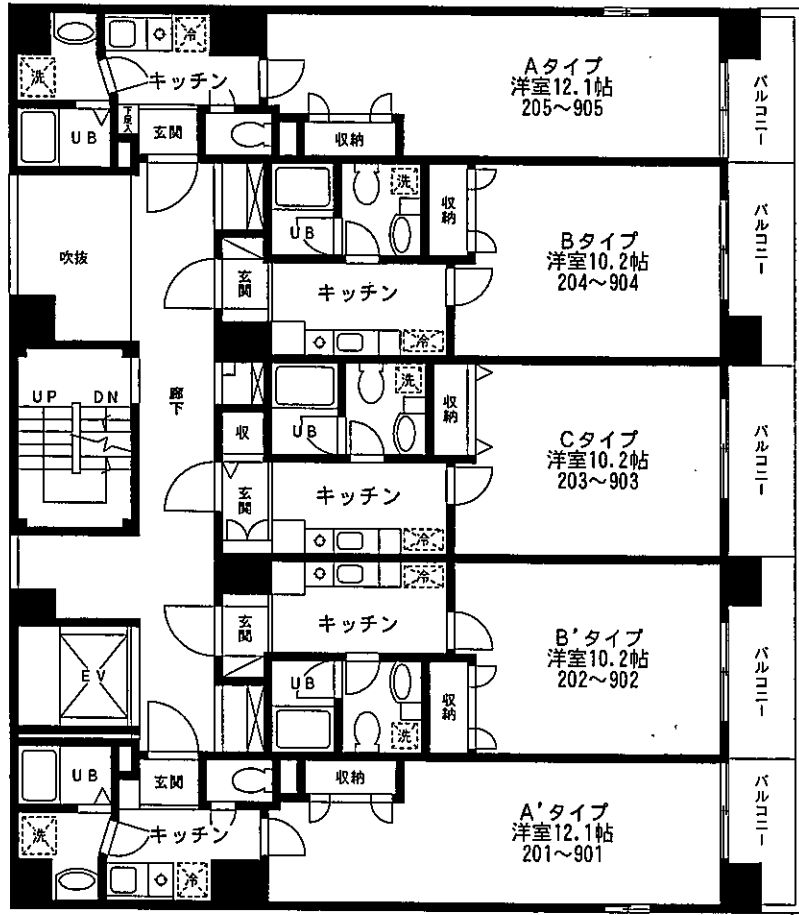 冷
洗
キッチン
UB
下足入
玄関
収納
Aタイプ
洋室12.1帖
205～905
バルコニー
吹抜
UB
洗
収納
玄関
キッチン
冷
Bタイプ
洋室10.2帖
204～904
バルコニー
UP DN
廊下
UB
洗
収納
収
玄関
キッチン
冷
Cタイプ
洋室10.2帖
203～903
バルコニー
冷
玄関
キッチン
UB
洗
収納
B'タイプ
洋室10.2帖
202～902
バルコニー
EV
UB
玄関
収納
洗
キッチン
冷
A'タイプ
洋室12.1帖
201～901
バルコニー